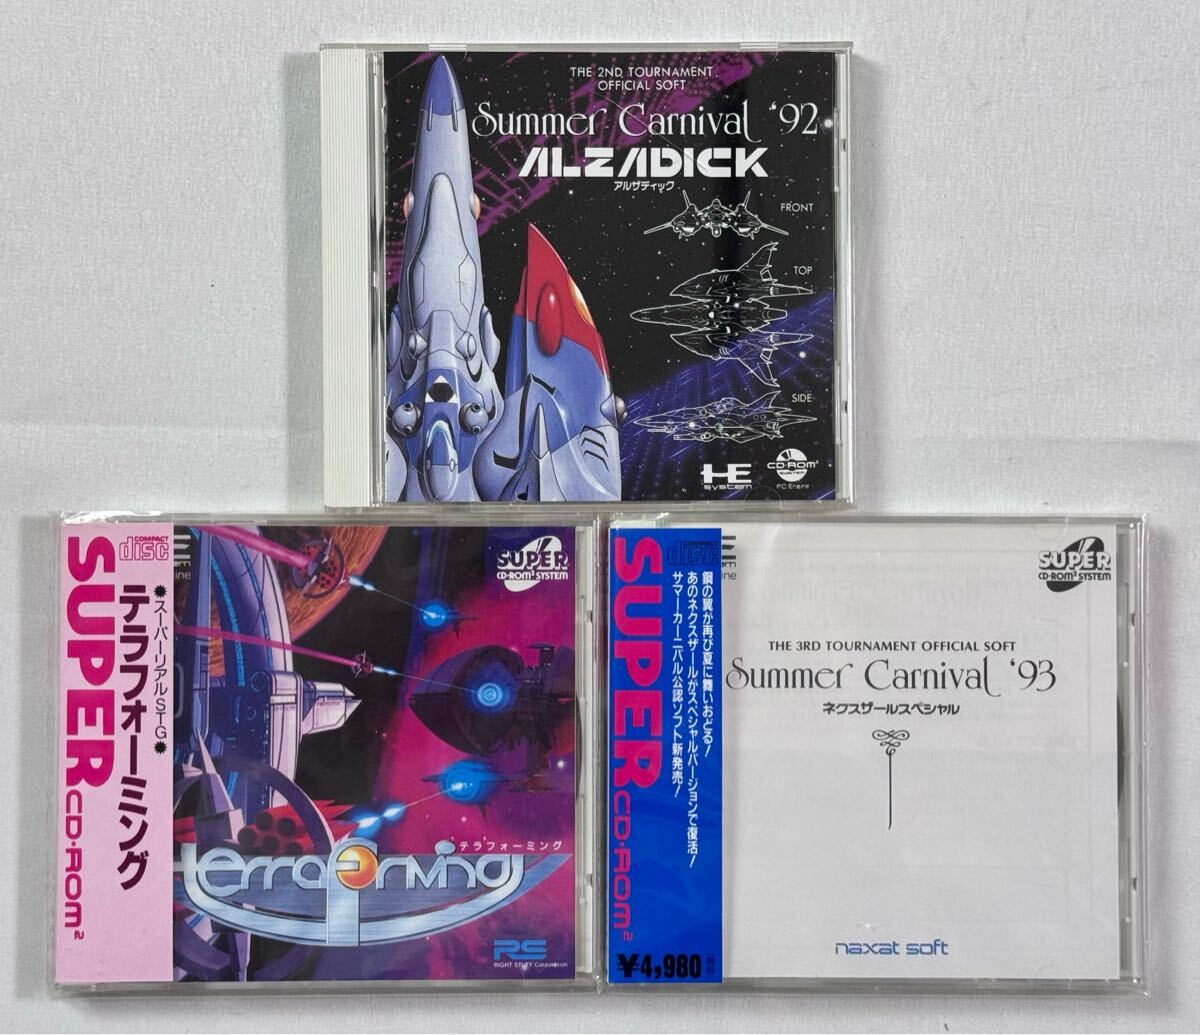 THE 2ND TOURNAMENT
OFFICIAL SOFT
Summer Carnival '92
ALZADICK
アルザディック
FRONT
TOP
SIDE
HE
system
CD·ROM²
SYSTEM
PC Engine
COMPACT
disc
SUPER
CD·ROM²
✹スーパーリアルSTG✹
テラフォーミング
SUPER
CD·ROM² SYSTEM
テラフォーミング
terraforming
RS
RIGHT STUFF Corporation
COMPACT
disc
SUPER
CD·ROM²
鋼の翼が再び夏に舞いおどる!
あのネクスザールがスペシャルバージョンで復活!
サマーカーニバル公認ソフト新発売!
¥4,980
SUPER
CD·ROM² SYSTEM
THE 3RD TOURNAMENT OFFICIAL SOFT
Summer Carnival '93
ネクスザールスペシャル
naxat soft